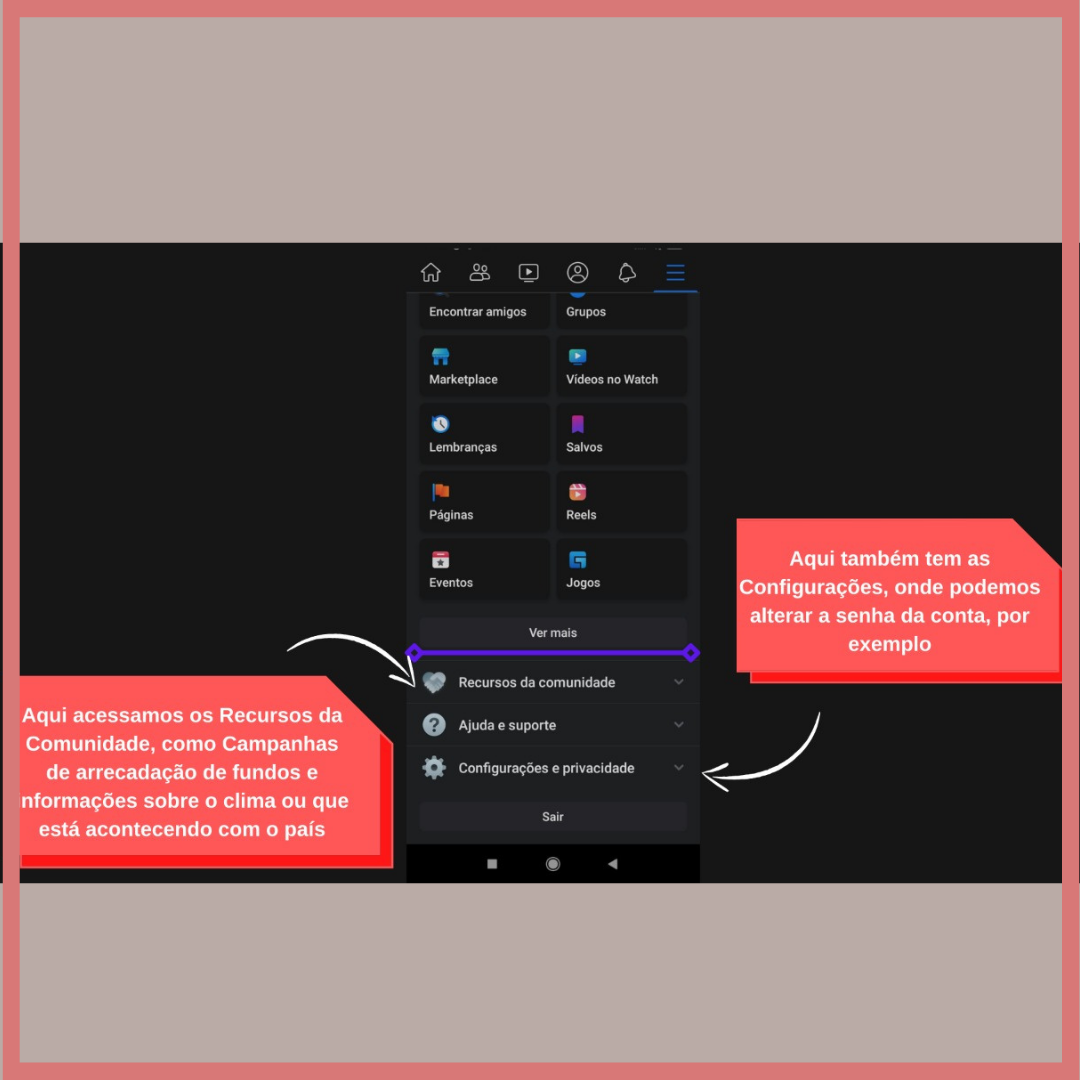 Encontrar amigos
Grupos
Marketplace
Vídeos no Watch
Lembranças
Salvos
Páginas
Reels
Eventos
Jogos
Ver mais
Recursos da comunidade
Ajuda e suporte
Configurações e privacidade
Sair
Aqui também tem as
Configurações, onde podemos
alterar a senha da conta, por
exemplo
Aqui acessamos os Recursos da
Comunidade, como Campanhas
de arrecadação de fundos e
nformações sobre o clima ou que
está acontecendo com o país